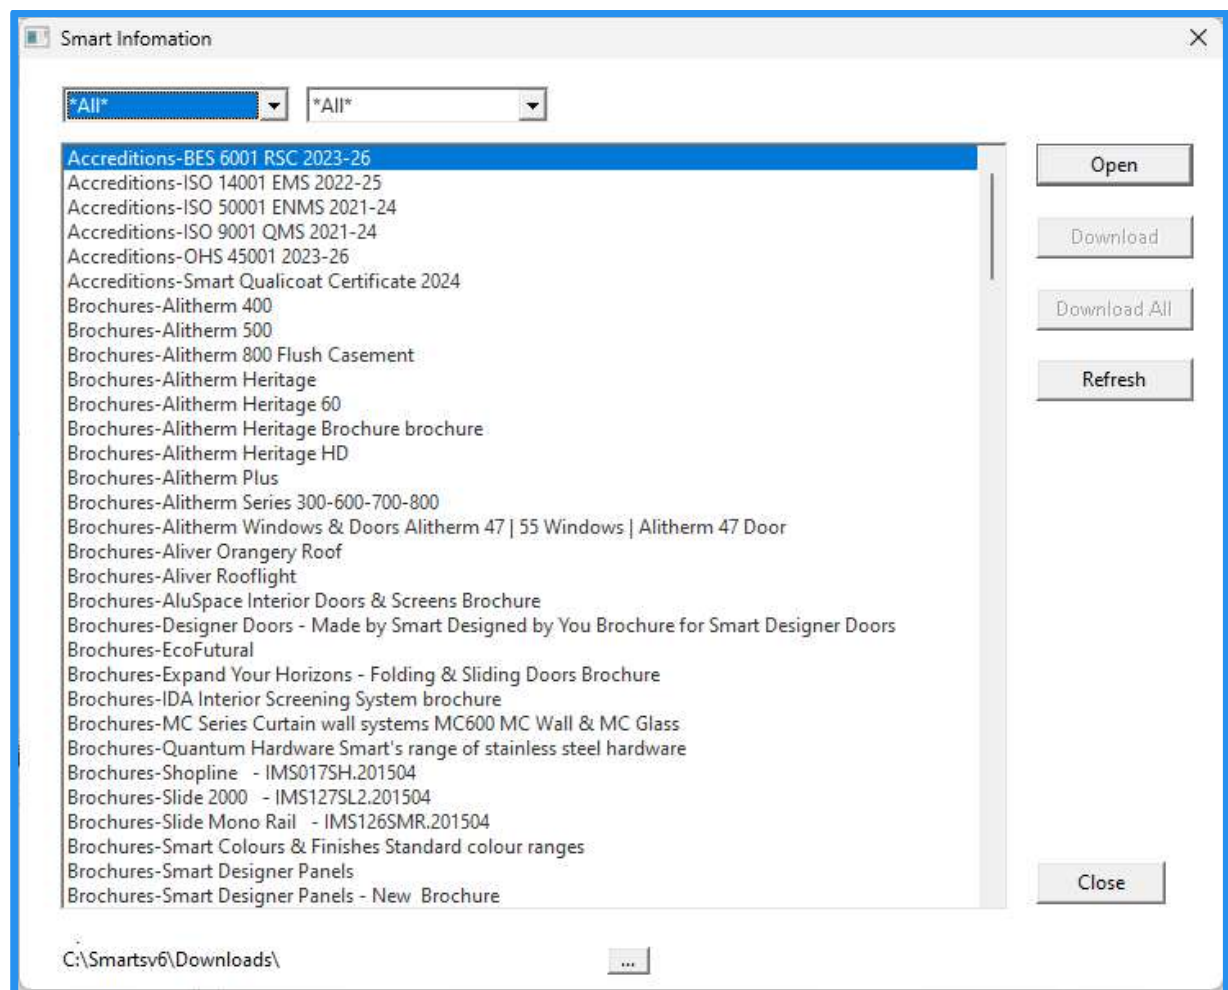 Smart Infomation
*All* *All*
Accreditions-BES 6001 RSC 2023-26
Accreditions-ISO 14001 EMS 2022-25
Accreditions-ISO 50001 ENMS 2021-24
Accreditions-ISO 9001 QMS 2021-24
Accreditions-OHS 45001 2023-26
Accreditions-Smart Qualicoat Certificate 2024
Brochures-Alitherm 400
Brochures-Alitherm 500
Brochures-Alitherm 800 Flush Casement
Brochures-Alitherm Heritage
Brochures-Alitherm Heritage 60
Brochures-Alitherm Heritage Brochure brochure
Brochures-Alitherm Heritage HD
Brochures-Alitherm Plus
Brochures-Alitherm Series 300-600-700-800
Brochures-Alitherm Windows & Doors Alitherm 47 | 55 Windows | Alitherm 47 Door
Brochures-Aliver Orangery Roof
Brochures-Aliver Rooflight
Brochures-AluSpace Interior Doors & Screens Brochure
Brochures-Designer Doors - Made by Smart Designed by You Brochure for Smart Designer Doors
Brochures-EcoFutural
Brochures-Expand Your Horizons - Folding & Sliding Doors Brochure
Brochures-IDA Interior Screening System brochure
Brochures-MC Series Curtain wall systems MC600 MC Wall & MC Glass
Brochures-Quantum Hardware Smart's range of stainless steel hardware
Brochures-Shopline - IMS017SH.201504
Brochures-Slide 2000 - IMS127SL2.201504
Brochures-Slide Mono Rail - IMS126SMR.201504
Brochures-Smart Colours & Finishes Standard colour ranges
Brochures-Smart Designer Panels
Brochures-Smart Designer Panels - New Brochure
Open
Download
Download All
Refresh
Close
C:\Smartsv6\Downloads\ ...